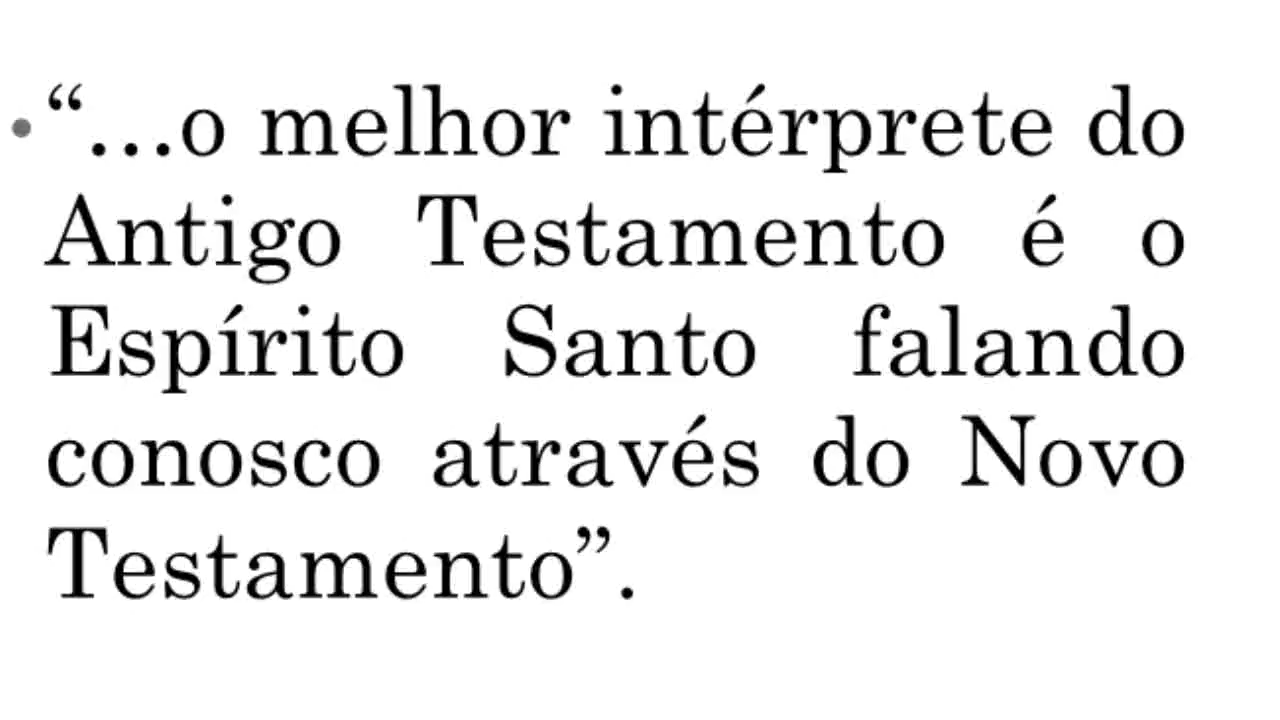 • “...o melhor intérprete do
Antigo Testamento é o
Espírito Santo falando
conosco através do Novo
Testamento”.